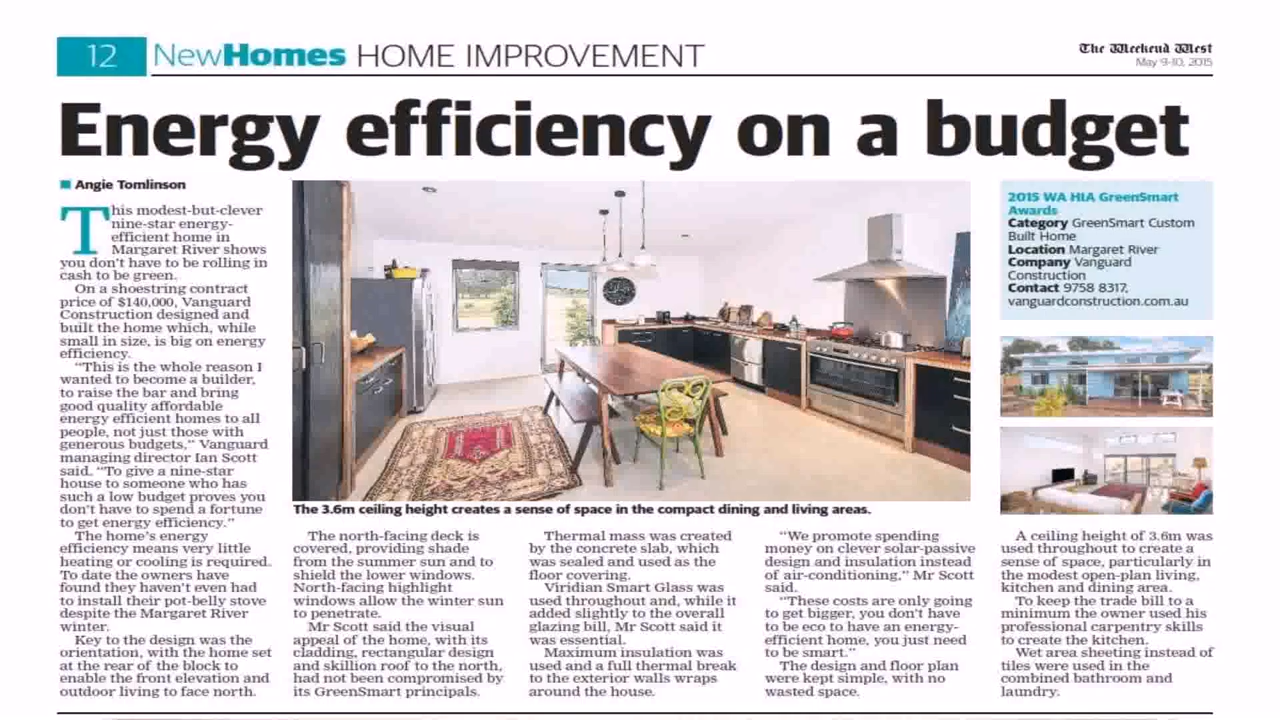 12 NewHomes HOME IMPROVEMENT
The Weekend West
May 9-10, 2015
Energy efficiency on a budget
Angie Tomlinson
This modest-but-clever
nine-star energy-
efficient home in
Margaret River shows
you don't have to be rolling in
cash to be green.
On a shoestring contract
price of $140,000, Vanguard
Construction designed and
built the home which, while
small in size, is big on energy
efficiency.
"This is the whole reason I
wanted to become a builder,
to raise the bar and bring
good quality affordable
energy efficient homes to all
people, not just those with
generous budgets," Vanguard
managing director Ian Scott
said. "To give a nine-star
house to someone who has
such a low budget proves you
don't have to spend a fortune
to get energy efficiency."
The home's energy
efficiency means very little
heating or cooling is required.
To date the owners have
found they haven't even had
to install their pot-belly stove
despite the Margaret River
winter.
Key to the design was the
orientation, with the home set
at the rear of the block to
enable the front elevation and
outdoor living to face north.
The 3.6m ceiling height creates a sense of space in the compact dining and living areas.
The north-facing deck is
covered, providing shade
from the summer sun and to
shield the lower windows.
North-facing highlight
windows allow the winter sun
to penetrate.
Mr Scott said the visual
appeal of the home, with its
cladding, rectangular design
and skillion roof to the north,
had not been compromised by
its GreenSmart principals.
Thermal mass was created
by the concrete slab, which
was sealed and used as the
floor covering.
Viridian Smart Glass was
used throughout and, while it
added slightly to the overall
glazing bill, Mr Scott said it
was essential.
Maximum insulation was
used and a full thermal break
to the exterior walls wraps
around the house.
"We promote spending
money on clever solar-passive
design and insulation instead
of air-conditioning," Mr Scott
said.
"These costs are only going
to get bigger, you don't have
to be eco to have an energy-
efficient home, you just need
to be smart."
The design and floor plan
were kept simple, with no
wasted space.
2015 WA HIA GreenSmart
Awards
Category GreenSmart Custom
Built Home
Location Margaret River
Company Vanguard
Construction
Contact 9758 8317,
vanguardconstruction.com.au
A ceiling height of 3.6m was
used throughout to create a
sense of space, particularly in
the modest open-plan living,
kitchen and dining area.
To keep the trade bill to a
minimum the owner used his
professional carpentry skills
to create the kitchen.
Wet area sheeting instead of
tiles were used in the
combined bathroom and
laundry.